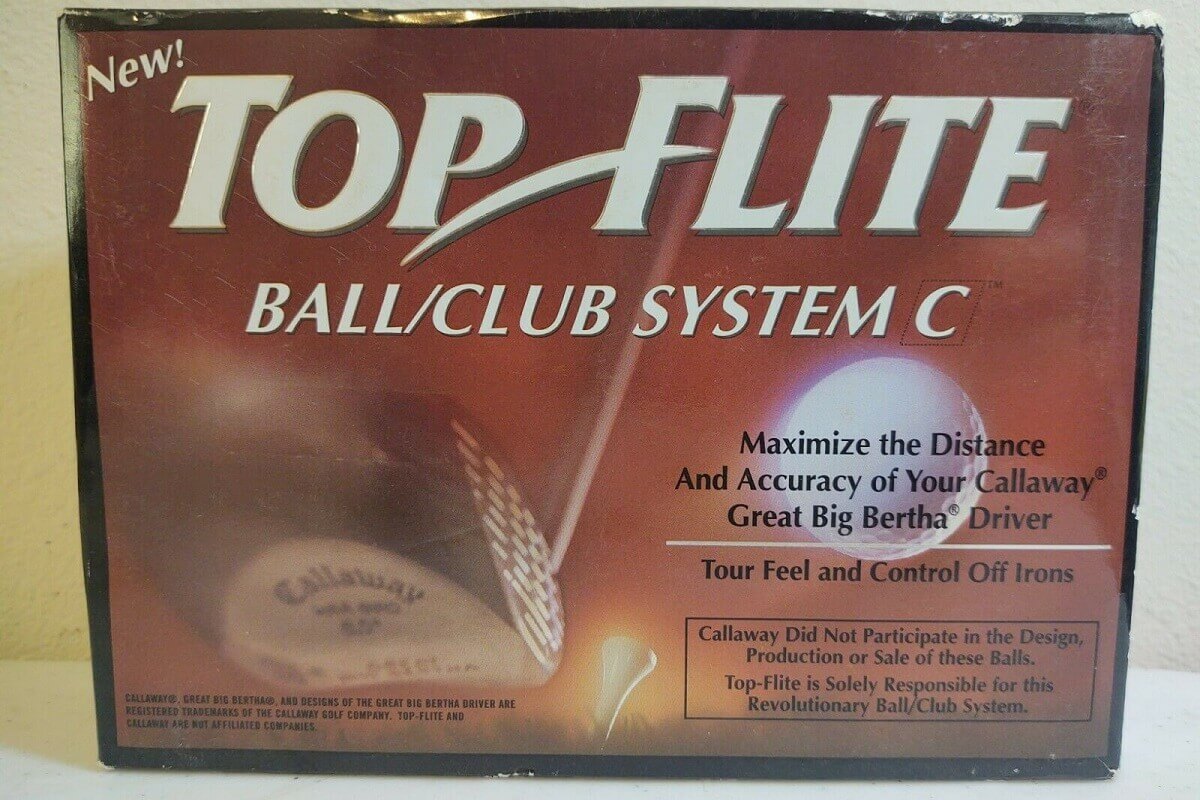 New!
TOP-FLITE
BALL/CLUB SYSTEM C™
Maximize the Distance
And Accuracy of Your Callaway®
Great Big Bertha® Driver
Tour Feel and Control Off Irons
Callaway Did Not Participate in the Design,
Production or Sale of these Balls.
Top-Flite is Solely Responsible for this
Revolutionary Ball/Club System.
Callaway
CALLAWAY®, GREAT BIG BERTHA®, AND DESIGNS OF THE GREAT BIG BERTHA DRIVER ARE
REGISTERED TRADEMARKS OF THE CALLAWAY GOLF COMPANY. TOP-FLITE AND
CALLAWAY ARE NOT AFFILIATED COMPANIES.